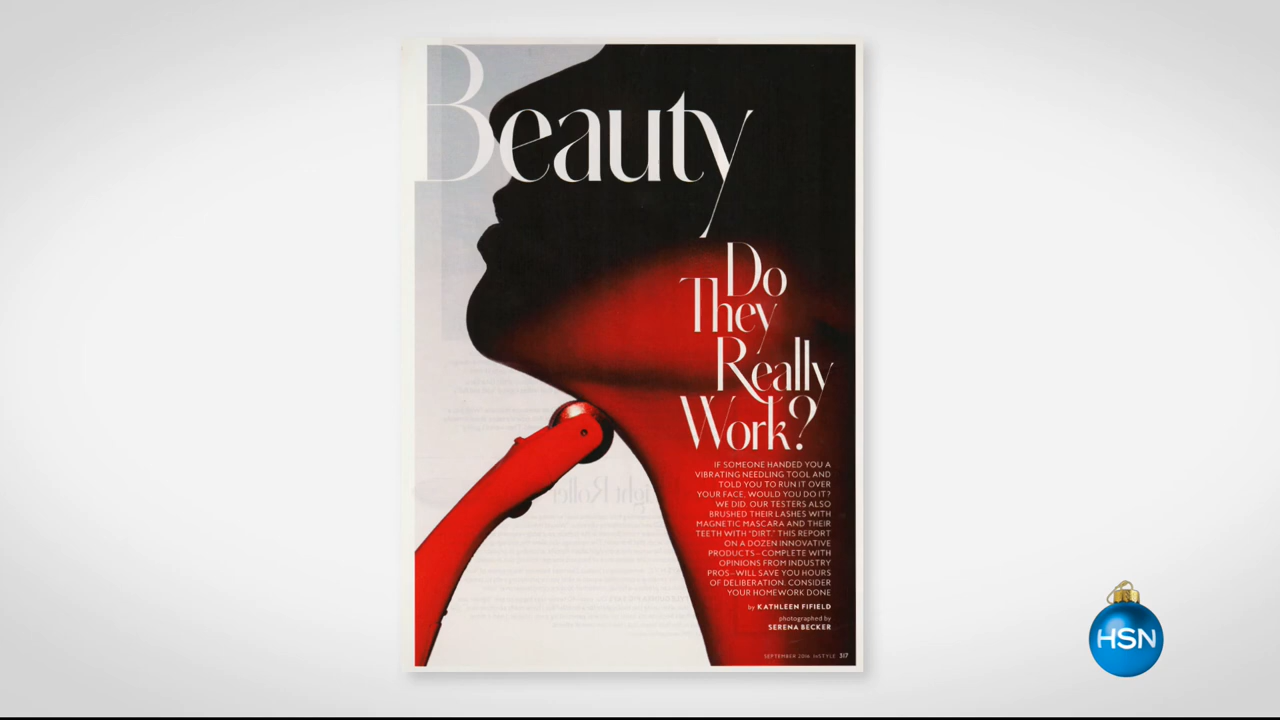 Beauty
Do
They
Really
Work?
IF SOMEONE HANDED YOU A
VIBRATING NEEDLING TOOL AND
TOLD YOU TO RUN IT OVER
YOUR FACE, WOULD YOU DO IT?
WE DID. OUR TESTERS ALSO
BRUSHED THEIR LASHES WITH
MAGNETIC MASCARA AND THEIR
TEETH WITH "DIRT." THIS REPORT
ON A DOZEN INNOVATIVE
PRODUCTS—COMPLETE WITH
OPINIONS FROM INDUSTRY
PROS—WILL SAVE YOU HOURS
OF DELIBERATION. CONSIDER
YOUR HOMEWORK DONE
by KATHLEEN FIFIELD
photographed by
SERENA BECKER
SEPTEMBER 2016 InSTYLE 317
HSN